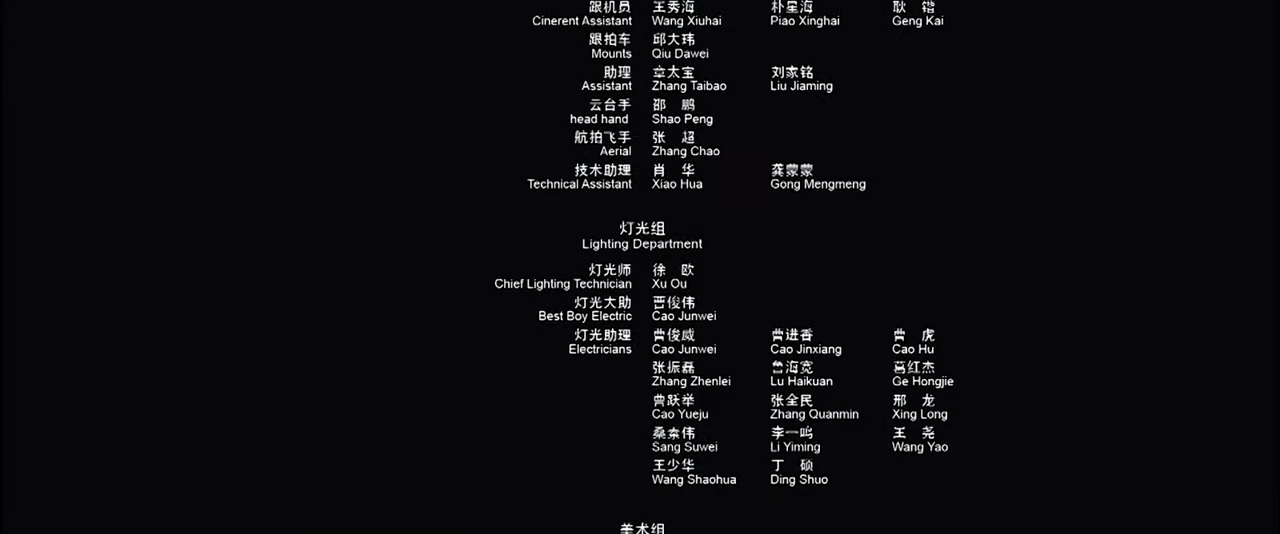 跟机员 王秀海 朴星海 耿 锴
Cinerent Assistant Wang Xiuhai Piao Xinghai Geng Kai
跟拍车 邱大玮
Mounts Qiu Dawei
助理 章太宝 刘家铭
Assistant Zhang Taibao Liu Jiaming
云台手 邵 鹏
head hand Shao Peng
航拍飞手 张 超
Aerial Zhang Chao
技术助理 肖 华 龚蒙蒙
Technical Assistant Xiao Hua Gong Mengmeng
灯光组
Lighting Department
灯光师 徐 欧
Chief Lighting Technician Xu Ou
灯光大助 曹俊伟
Best Boy Electric Cao Junwei
灯光助理 曹俊威 曹进香 曹 虎
Electricians Cao Junwei Cao Jinxiang Cao Hu
张振磊 鲁海宽 葛红杰
Zhang Zhenlei Lu Haikuan Ge Hongjie
曹跃举 张全民 邢 龙
Cao Yueju Zhang Quanmin Xing Long
桑素伟 李一鸣 王 尧
Sang Suwei Li Yiming Wang Yao
王少华 丁 硕
Wang Shaohua Ding Shuo
美术组